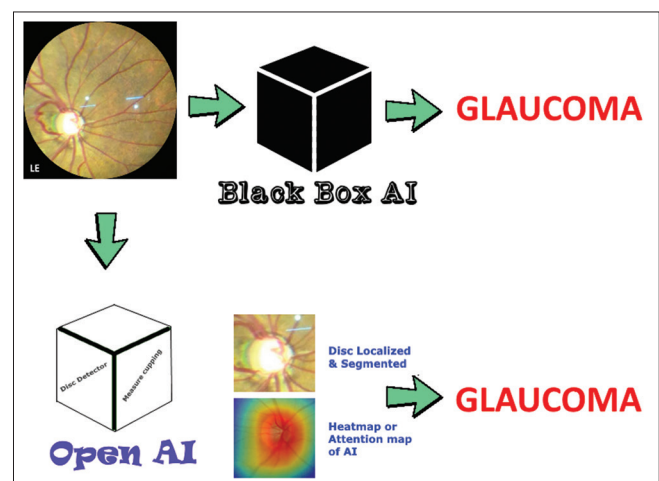 LE
GLAUCOMA
Black Box AI
Disc Detector
Measure cupping
Open AI
Disc Localized
& Segmented
Heatmap or
Attention map
of AI
GLAUCOMA